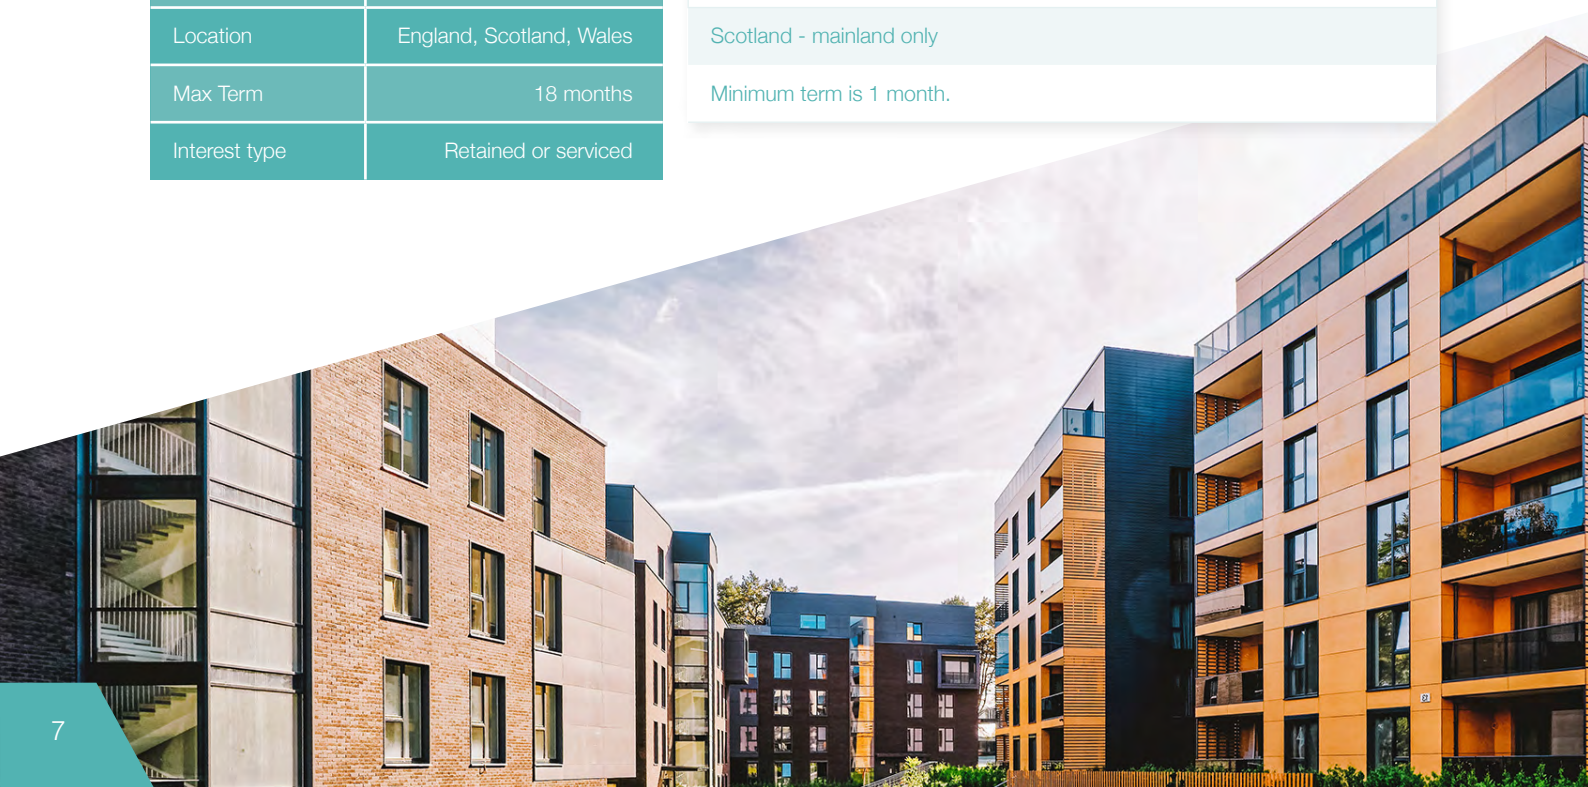 Location England, Scotland, Wales Scotland - mainland only
Max Term 18 months Minimum term is 1 month.
Interest type Retained or serviced
7